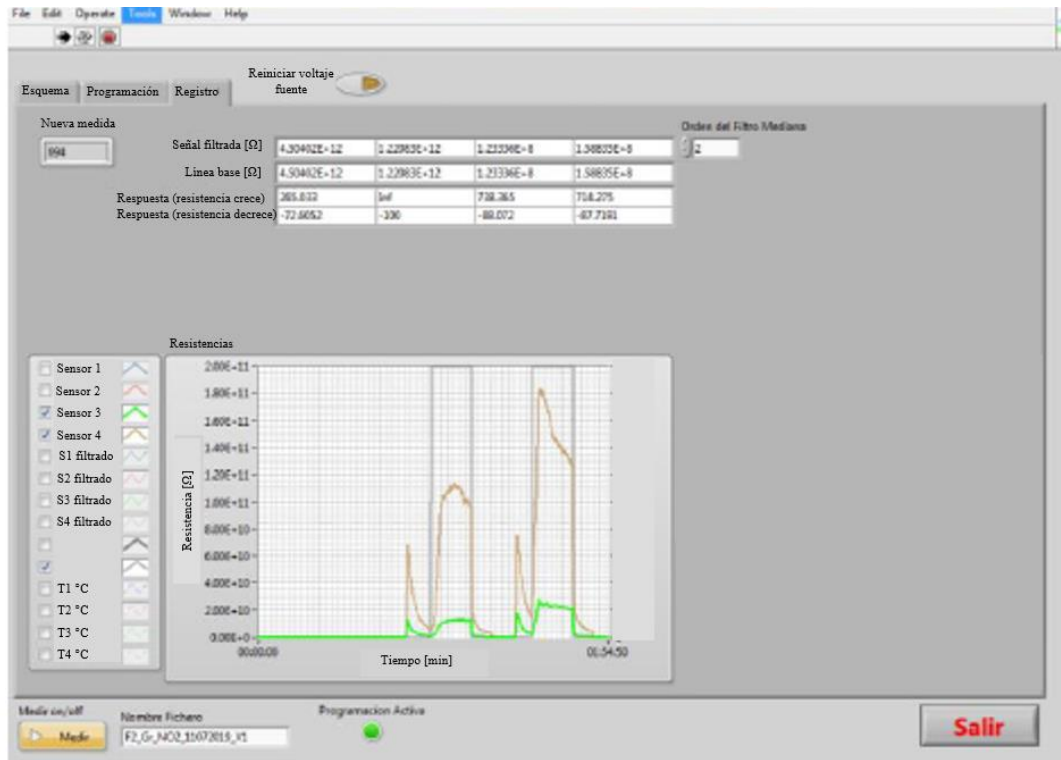 File Edit Operate Tools Window Help
Reiniciar voltaje
fuente
Esquema Programación Registro
Nueva medida
994
Orden del Filtro Mediana
2
Señal filtrada [Ω] 4.50402E+12 1.22983E+12 1.23336E+8 1.58835E+8
Linea base [Ω] 4.50402E+12 1.22983E+12 1.23336E+8 1.58835E+8
Respuesta (resistencia crece) 265.033 Inf 738.365 714.275
Respuesta (resistencia decrece) -72.6052 -100 -88.072 -87.7191
Resistencias
Sensor 1
Sensor 2
Sensor 3
Sensor 4
S1 filtrado
S2 filtrado
S3 filtrado
S4 filtrado
T1 °C
T2 °C
T3 °C
T4 °C
Resistencia [Ω]
2.00E+11
1.80E+11
1.60E+11
1.40E+11
1.20E+11
1.00E+11
8.00E+10
6.00E+10
4.00E+10
2.00E+10
0.00E+0
00:00:00 01:54:50
Tiempo [min]
Medir on/off
Medir
Nombre Fichero
F2_Gr_NO2_11072019_X1
Programacion Activa
Salir